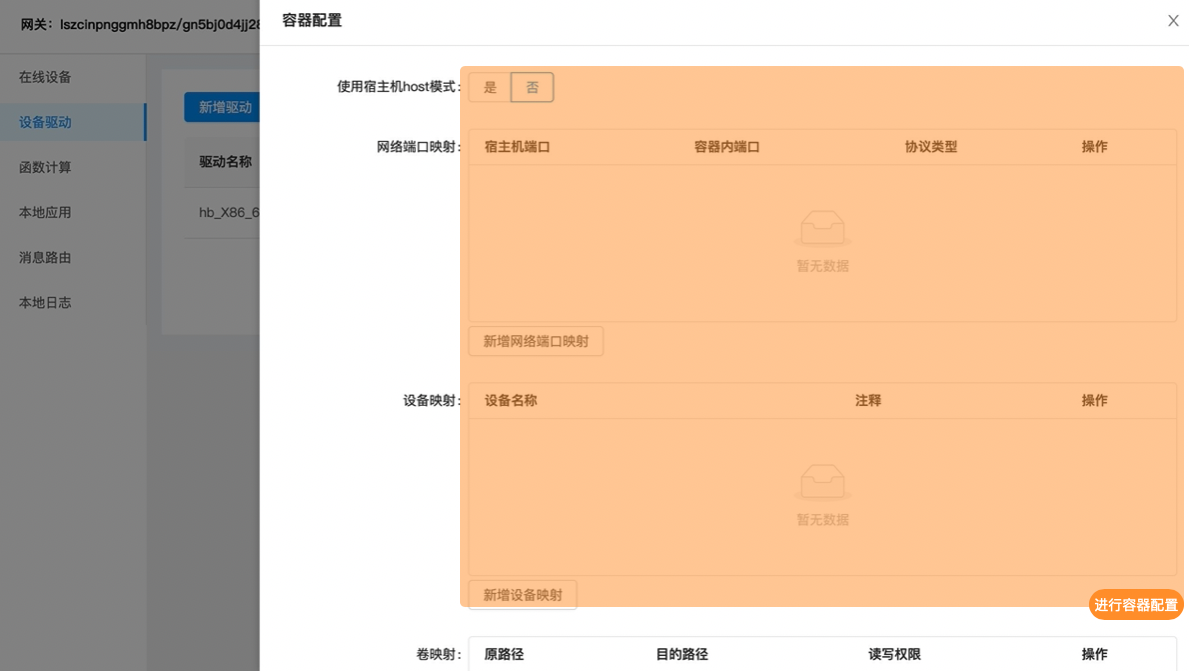 网关：lszcinpnggmh8bpz/gn5bj0d4jj28
容器配置
在线设备
设备驱动
函数计算
本地应用
消息路由
本地日志
新增驱动
驱动名称
hb_X86_6
使用宿主机host模式： 是 否
网络端口映射： 宿主机端口 容器内端口 协议类型 操作
暂无数据
新增网络端口映射
设备映射： 设备名称 注释 操作
暂无数据
新增设备映射
进行容器配置
卷映射： 原路径 目的路径 读写权限 操作